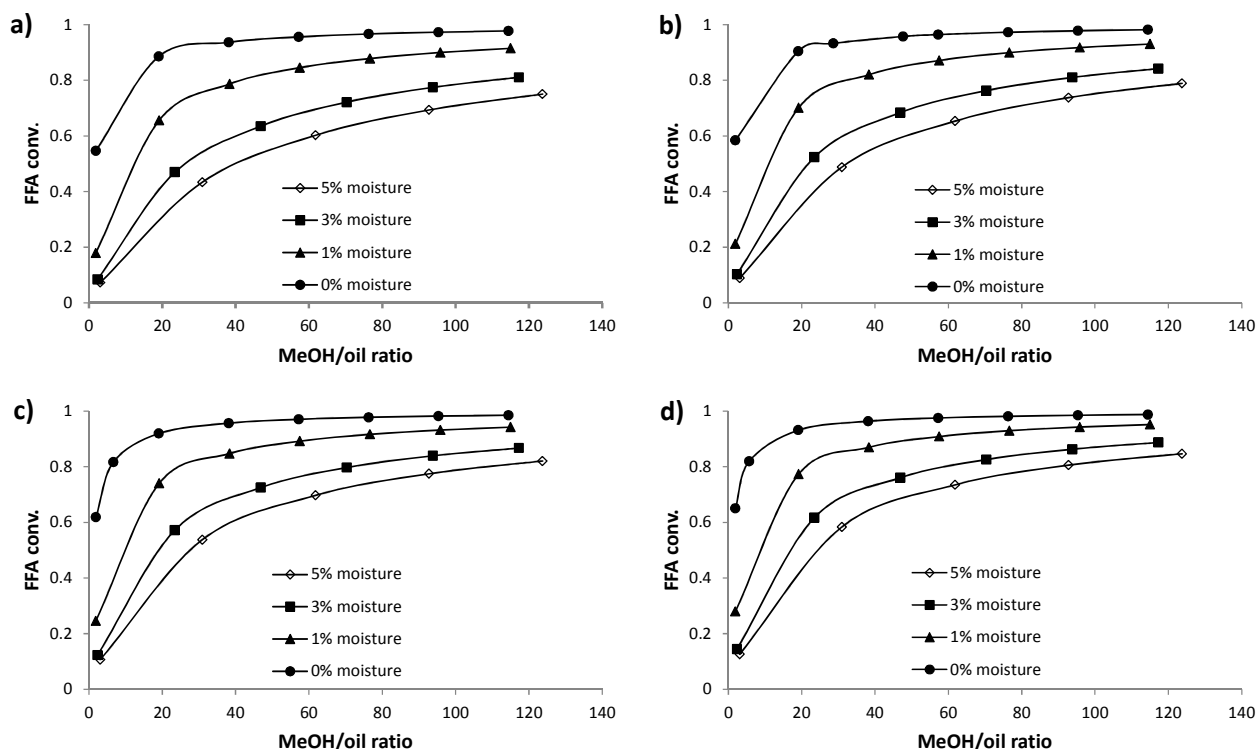 a)
1
0.8
0.6
0.4
0.2
0
FFA conv.
5% moisture
3% moisture
1% moisture
0% moisture
0 20 40 60 80 100 120 140
MeOH/oil ratio
b)
1
0.8
0.6
0.4
0.2
0
FFA conv.
5% moisture
3% moisture
1% moisture
0% moisture
0 20 40 60 80 100 120 140
MeOH/oil ratio
c)
1
0.8
0.6
0.4
0.2
0
FFA conv.
5% moisture
3% moisture
1% moisture
0% moisture
0 20 40 60 80 100 120 140
MeOH/oil ratio
d)
1
0.8
0.6
0.4
0.2
0
FFA conv.
5% moisture
3% moisture
1% moisture
0% moisture
0 20 40 60 80 100 120 140
MeOH/oil ratio